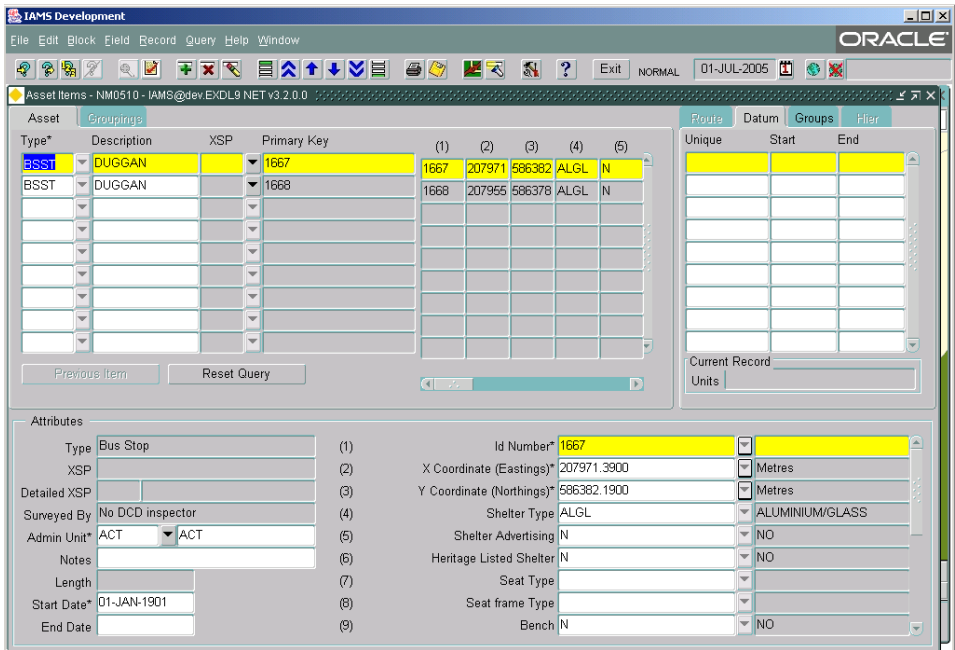 IAMS Development
File Edit Block Field Record Query Help Window
ORACLE
? Exit NORMAL 01-JUL-2005
Asset Items - NM0510 - IAMS@dev.EXDL9 NET v3.2.0.0
Asset Groupings
Route Datum Groups Hier
Type* Description XSP Primary Key (1) (2) (3) (4) (5)
Unique Start End
BSST DUGGAN 1667 1667 207971 586382 ALGL N
BSST DUGGAN 1668 1668 207955 586378 ALGL N
Previous Item Reset Query
Current Record
Units
Attributes
Type Bus Stop (1) Id Number* 1667
XSP (2) X Coordinate (Eastings)* 207971.3900 Metres
Detailed XSP (3) Y Coordinate (Northings)* 586382.1900 Metres
Surveyed By No DCD inspector (4) Shelter Type ALGL ALUMINIUM/GLASS
Admin Unit* ACT ACT (5) Shelter Advertising N NO
Notes (6) Heritage Listed Shelter N NO
Length (7) Seat Type
Start Date* 01-JAN-1901 (8) Seat frame Type
End Date (9) Bench N NO